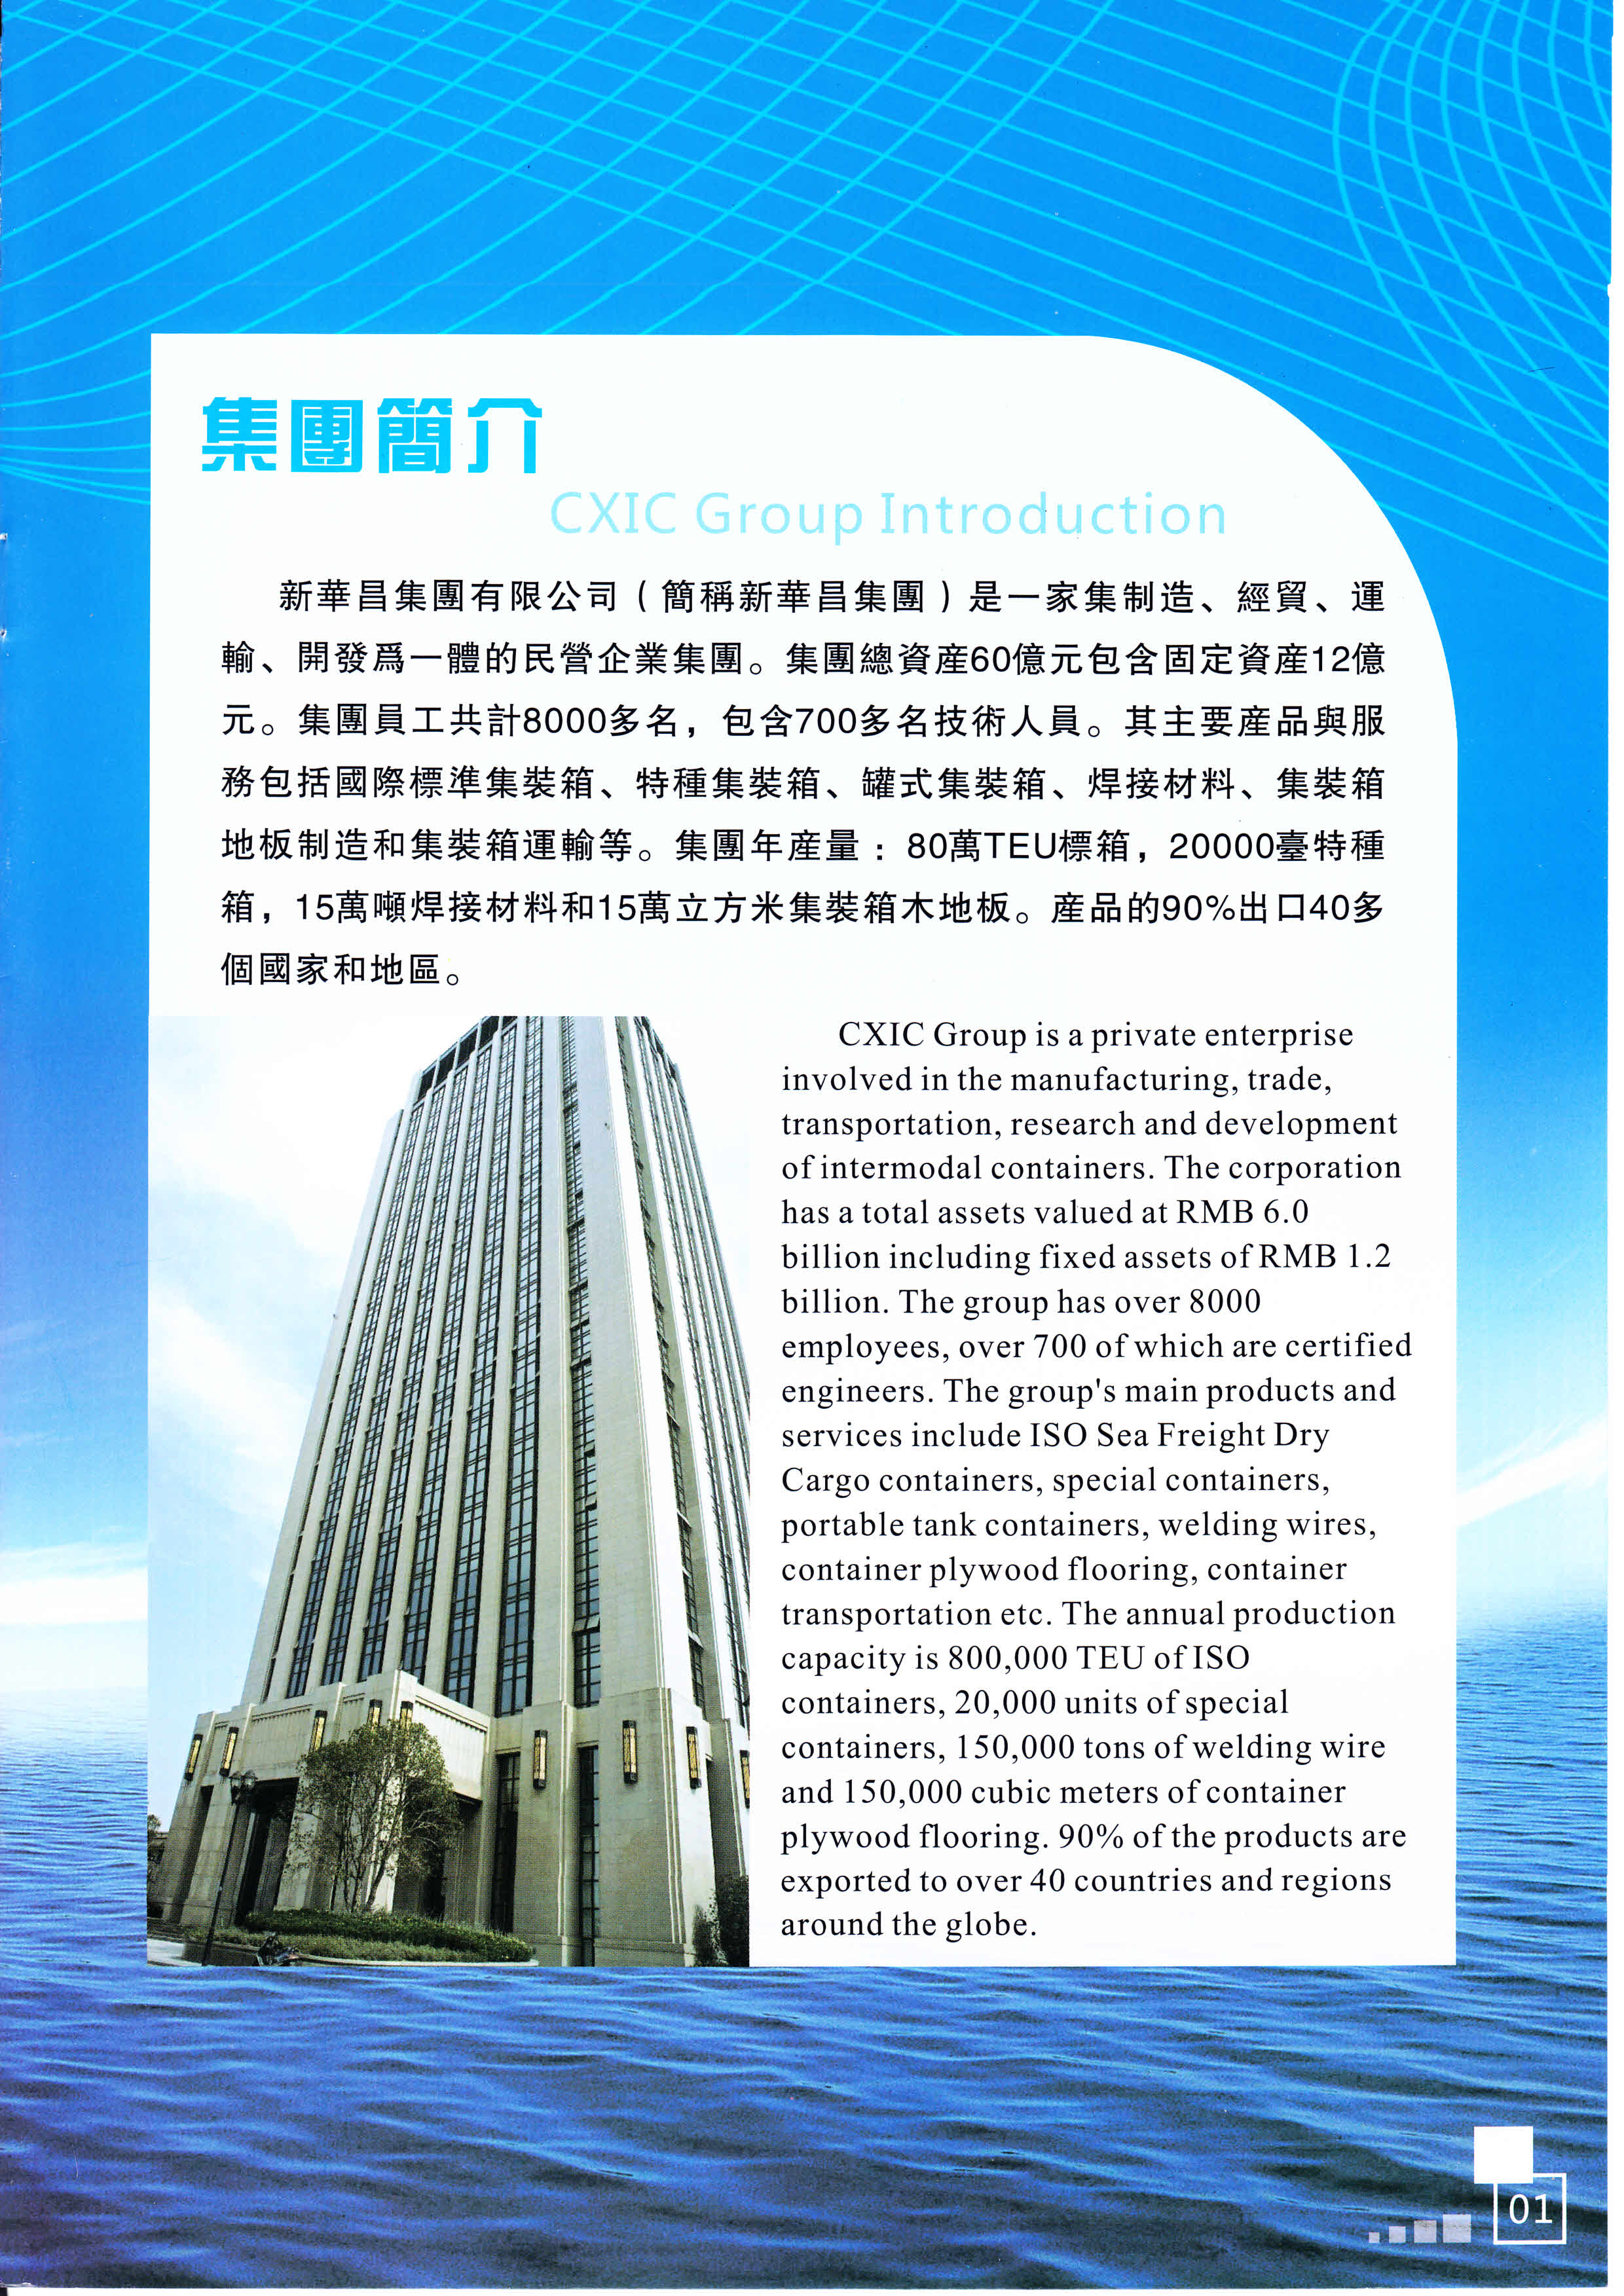 集團簡介
CXIC Group Introduction
新華昌集團有限公司（簡稱新華昌集團）是一家集制造、經貿、運
輸、開發爲一體的民營企業集團。集團總資産60億元包含固定資産12億
元。集團員工共計8000多名，包含700多名技術人員。其主要産品與服
務包括國際標準集裝箱、特種集裝箱、罐式集裝箱、焊接材料、集裝箱
地板制造和集裝箱運輸等。集團年産量：80萬TEU標箱，20000臺特種
箱，15萬噸焊接材料和15萬立方米集裝箱木地板。産品的90%出口40多
個國家和地區。
CXIC Group is a private enterprise
involved in the manufacturing, trade,
transportation, research and development
of intermodal containers. The corporation
has a total assets valued at RMB 6.0
billion including fixed assets of RMB 1.2
billion. The group has over 8000
employees, over 700 of which are certified
engineers. The group's main products and
services include ISO Sea Freight Dry
Cargo containers, special containers,
portable tank containers, welding wires,
container plywood flooring, container
transportation etc. The annual production
capacity is 800,000 TEU of ISO
containers, 20,000 units of special
containers, 150,000 tons of welding wire
and 150,000 cubic meters of container
plywood flooring. 90% of the products are
exported to over 40 countries and regions
around the globe.
01